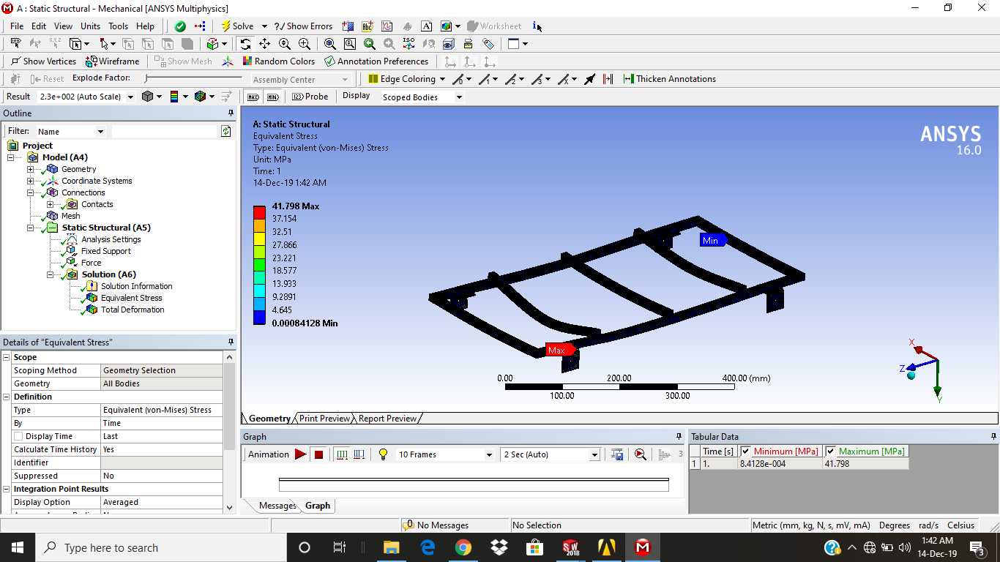 A : Static Structural - Mechanical [ANSYS Multiphysics]
File Edit View Units Tools Help Solve ?/ Show Errors Worksheet
Show Vertices Wireframe Show Mesh Random Colors Annotation Preferences
Reset Explode Factor: Assembly Center Edge Coloring Thicken Annotations
Result 2.3e+002 (Auto Scale) MAX MIN Probe Display Scoped Bodies
Outline
Filter: Name
Project
Model (A4)
Geometry
Coordinate Systems
Connections
Contacts
Mesh
Static Structural (A5)
Analysis Settings
Fixed Support
Force
Solution (A6)
Solution Information
Equivalent Stress
Total Deformation
Details of "Equivalent Stress"
Scope
Scoping Method Geometry Selection
Geometry All Bodies
Definition
Type Equivalent (von-Mises) Stress
By Time
Display Time Last
Calculate Time History Yes
Identifier
Suppressed No
Integration Point Results
Display Option Averaged
A: Static Structural
Equivalent Stress
Type: Equivalent (von-Mises) Stress
Unit: MPa
Time: 1
14-Dec-19 1:42 AM
41.798 Max
37.154
32.51
27.866
23.221
18.577
13.933
9.2891
4.645
0.00084128 Min
ANSYS
16.0
Min
Max
0.00 200.00 400.00 (mm)
100.00 300.00
X
Z
Y
Geometry Print Preview Report Preview
Graph
Animation 10 Frames 2 Sec (Auto) 3
Messages Graph
Tabular Data
Time [s] Minimum [MPa] Maximum [MPa]
1 1. 8.4128e-004 41.798
0 No Messages No Selection Metric (mm, kg, N, s, mV, mA) Degrees rad/s Celsius
Type here to search
SW
2018
1:42 AM
14-Dec-19
3